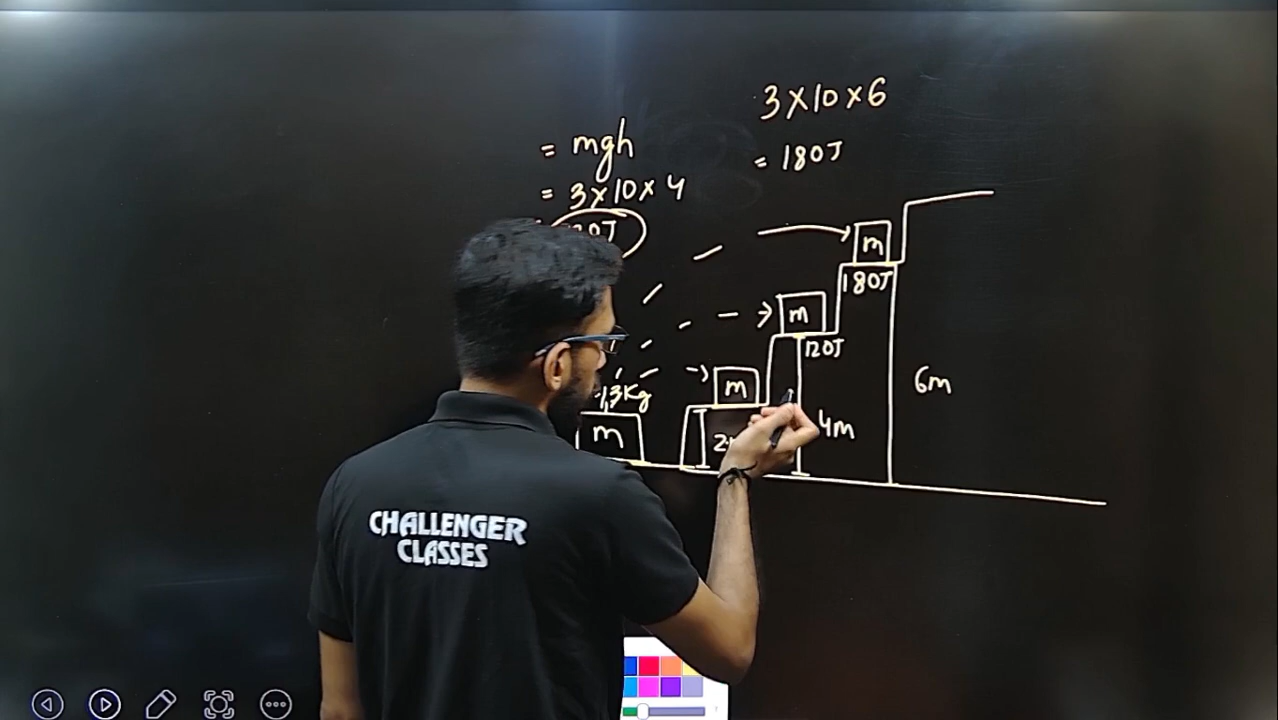 3×10×6
= 180J
= mgh
= 3×10×4
m
180J
m
120J
m
6m
3Kg
m
4m
CHALLENGER
CLASSES